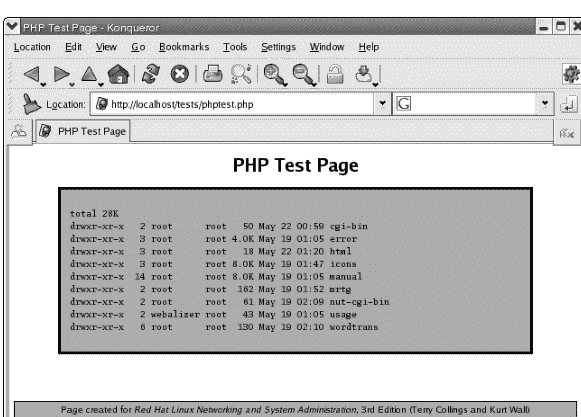 PHP Test Page - Konqueror
Location Edit View Go Bookmarks Tools Settings Window Help
Location: http://localhost/tests/phptest.php G
PHP Test Page
PHP Test Page
total 28K
drwxr-xr-x 2 root root 50 May 22 00:59 cgi-bin
drwxr-xr-x 3 root root 4.0K May 19 01:05 error
drwxr-xr-x 3 root root 18 May 22 01:20 html
drwxr-xr-x 3 root root 8.0K May 19 01:47 icons
drwxr-xr-x 14 root root 8.0K May 19 01:05 manual
drwxr-xr-x 2 root root 162 May 19 01:52 mrtg
drwxr-xr-x 2 root root 61 May 19 02:09 nut-cgi-bin
drwxr-xr-x 2 webalizer root 43 May 19 01:05 usage
drwxr-xr-x 6 root root 130 May 19 02:10 wordtrans
Page created for Red Hat Linux Networking and System Administration, 3rd Edition (Terry Collings and Kurt Wall)